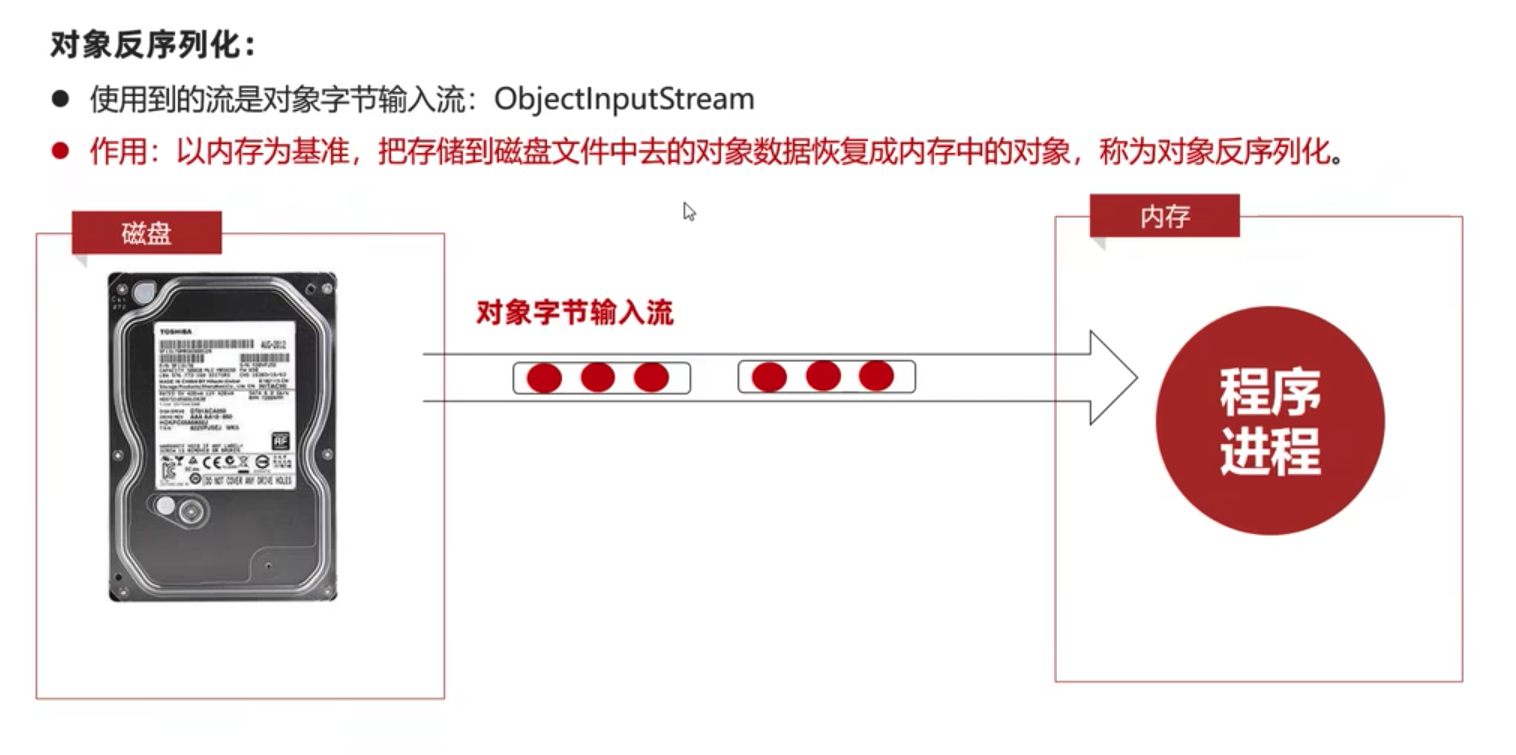 对象反序列化：
● 使用到的流是对象字节输入流：ObjectInputStream
● 作用：以内存为基准，把存储到磁盘文件中去的对象数据恢复成内存中的对象，称为对象反序列化。
磁盘
内存
对象字节输入流
程序
进程
TOSHIBA
AUG-2012
DO NOT COVER ANY DRIVE HOLES